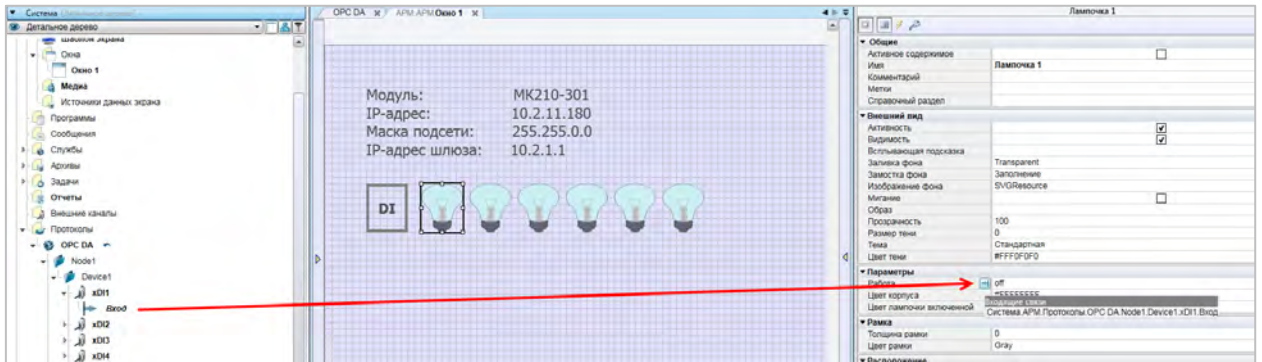 Система
Детальное дерево
Шаблон экрана
Окна
Окно 1
Медиа
Источники данных экрана
Программы
Сообщения
Службы
Архивы
Задачи
Отчеты
Внешние каналы
Протоколы
OPC DA
Node1
Device1
xDI1
Вход
xDI2
xDI3
xDI4
OPC DA x АРМ.АРМ.Окно 1 x
Модуль: МК210-301
IP-адрес: 10.2.11.180
Маска подсети: 255.255.0.0
IP-адрес шлюза: 10.2.1.1
DI
Лампочка 1
Общие
Активное содержимое
Имя Лампочка 1
Комментарий
Метки
Справочный раздел
Внешний вид
Активность
Видимость
Всплывающая подсказка
Заливка фона Transparent
Замостка фона Заполнение
Изображение фона SVGResource
Мигание
Образ
Прозрачность 100
Размер тени 0
Тема Стандартная
Цвет тени #FFF0F0F0
Параметры
Работа off
Цвет корпуса
Входящие связи
Цвет лампочки включенной Система.АРМ.Протоколы.OPC DA.Node1.Device1.xDI1.Вход
Рамка
Толщина рамки 0
Цвет рамки Gray
Расположение